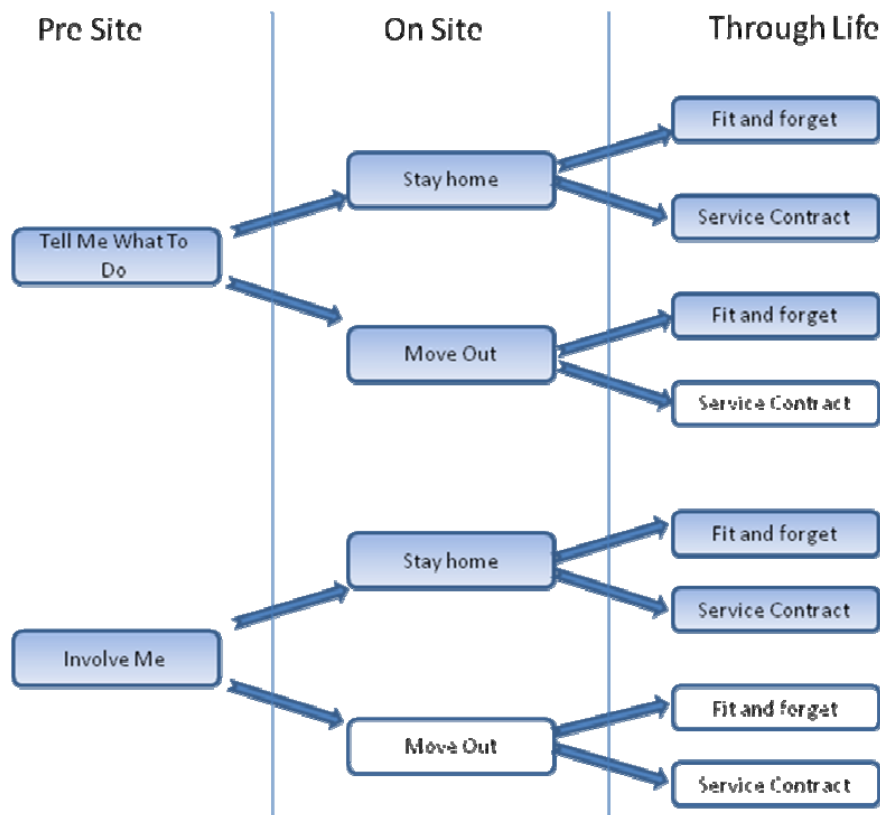 Pre Site
On Site
Through Life
Fit and forget
Stay home
Service Contract
Tell Me What To
Do
Fit and forget
Move Out
Service Contract
Fit and forget
Stay home
Service Contract
Involve Me
Fit and forget
Move Out
Service Contract